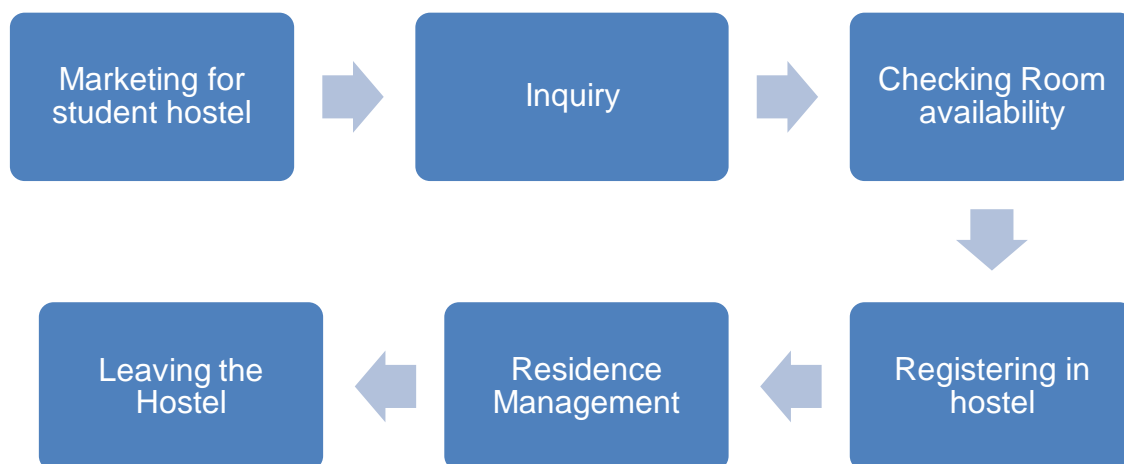 Marketing for
student hostel
Inquiry
Checking Room
availability
Registering in
hostel
Residence
Management
Leaving the
Hostel